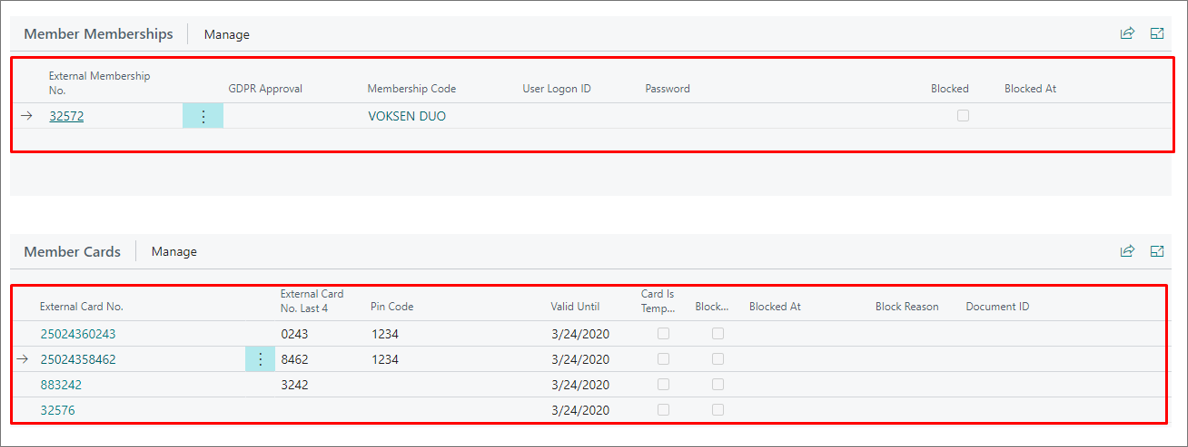 Member Memberships Manage
External Membership No. GDPR Approval Membership Code User Logon ID Password Blocked Blocked At
32572 VOKSEN DUO
Member Cards Manage
External Card No. External Card No. Last 4 Pin Code Valid Until Card Is Temp... Block... Blocked At Block Reason Document ID
25024360243 0243 1234 3/24/2020
25024358462 8462 1234 3/24/2020
883242 3242 3/24/2020
32576 3/24/2020